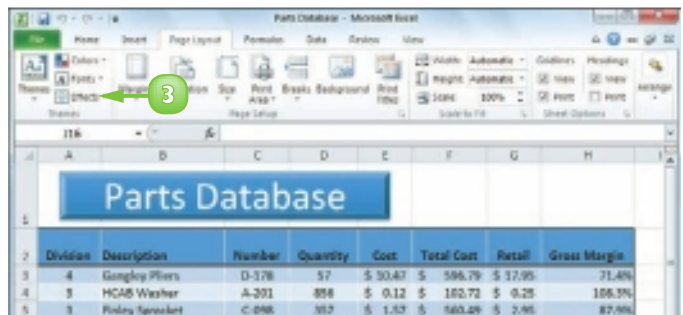 Parts Database - Microsoft Excel
File Home Insert Page Layout Formulas Data Review View
Colors Width: Automatic Gridlines Headings
Aa Fonts Margins Size Print Area Breaks Background Print Titles Height: Automatic View View Arrange
Themes Effects 3 Scale: 100% Print Print
Themes Page Setup Scale to Fit Sheet Options
J16 fx
A B C D E F G H I
1 Parts Database
2 Division Description Number Quantity Cost Total Cost Retail Gross Margin
3 4 Gangley Pliers D-178 57 $ 10.47 $ 596.79 $ 17.95 71.4%
4 3 HCAB Washer A-201 856 $ 0.12 $ 102.72 $ 0.25 108.3%
5 3 Finley Sprocket C-098 357 $ 1.57 $ 560.49 $ 2.95 87.9%